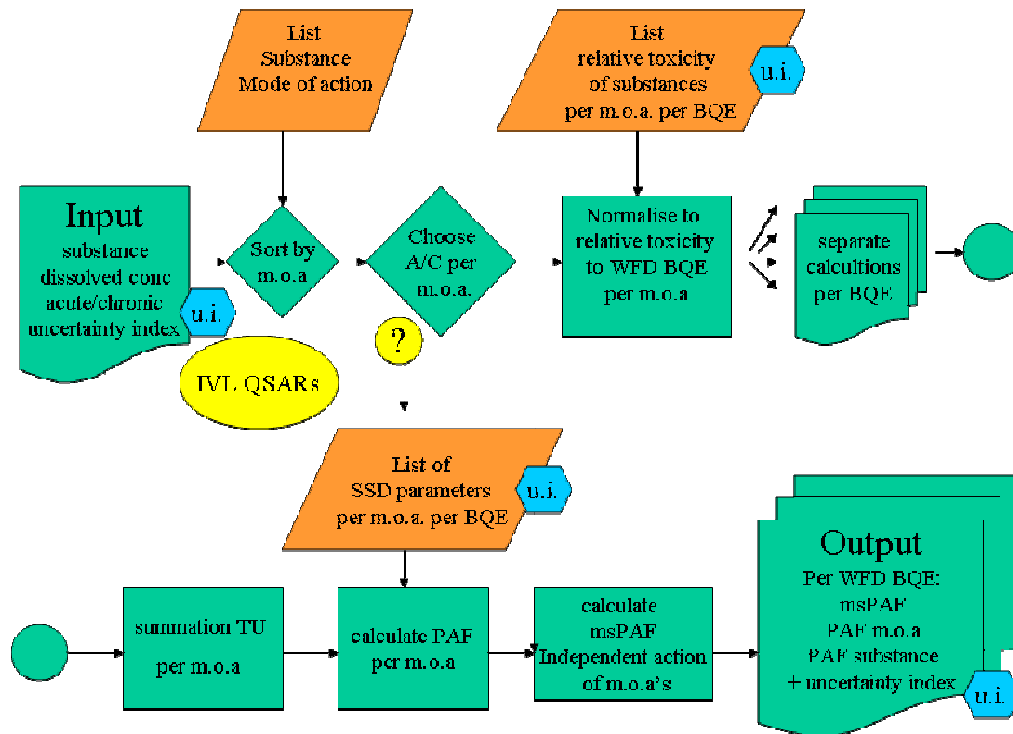 List
Substance
Mode of action
List
relative toxicity
of substances
per m.o.a. per BQE
u.i.
Input
substance
dissolved conc
acute/chronic
uncertainty index
u.i.
Sort by
m.o.a
Choose
A/C per
m.o.a.
Normalise to
relative toxicity
to WFD BQE
per m.o.a
separate
calcultions
per BQE
?
IVL QSARs
List of
SSD parameters
per m.o.a. per BQE
u.i.
summation TU
per m.o.a
calculate PAF
per m.o.a
calculate
msPAF
Independent action
of m.o.a's
Output
Per WFD BQE:
msPAF
PAF m.o.a
PAF substance
+ uncertainty index
u.i.